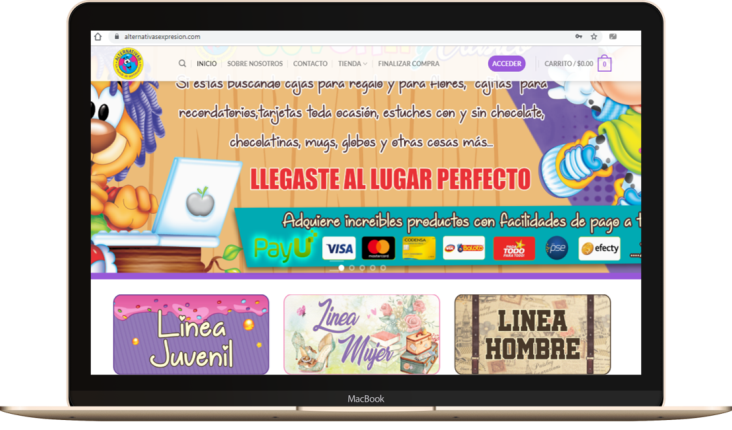 alternativasexpresion.com
INICIO SOBRE NOSOTROS CONTACTO TIENDA FINALIZAR COMPRA ACCEDER CARRITO / $0.00 0
Si estás buscando cajas para regalo y para flores, cajitas para
recordatorios,tarjetas toda ocasión, estuches con y sin chocolate,
chocolatinas, mugs, globos y otras cosas más...
LLEGASTE AL LUGAR PERFECTO
Adquiere increíbles productos con facilidades de pago a t
PayU VISA mastercard TODO pse efecty
Linea
Juvenil
Linea
Mujer
LINEA
HOMBRE
MacBook